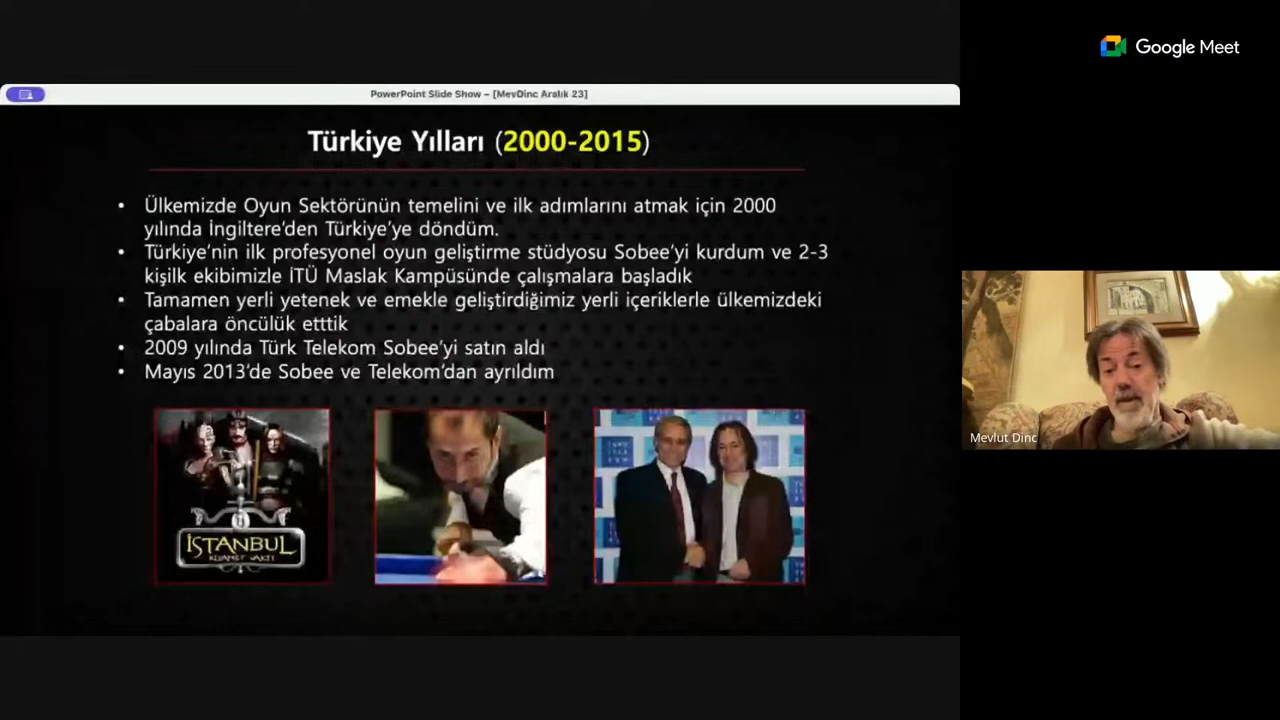 Google Meet
PowerPoint Slide Show – [MevDinc Aralık 23]
Türkiye Yılları (2000-2015)
• Ülkemizde Oyun Sektörünün temelini ve ilk adımlarını atmak için 2000
yılında İngiltere'den Türkiye'ye döndüm.
• Türkiye'nin ilk profesyonel oyun geliştirme stüdyosu Sobee'yi kurdum ve 2-3
kişilk ekibimizle İTÜ Maslak Kampüsünde çalışmalara başladık
• Tamamen yerli yetenek ve emekle geliştirdiğimiz yerli içeriklerle ülkemizdeki
çabalara öncülük etttik
• 2009 yılında Türk Telekom Sobee'yi satın aldı
• Mayıs 2013'de Sobee ve Telekom'dan ayrıldım
İSTANBUL
KIYAMET VAKTİ
Mevlut Dinc